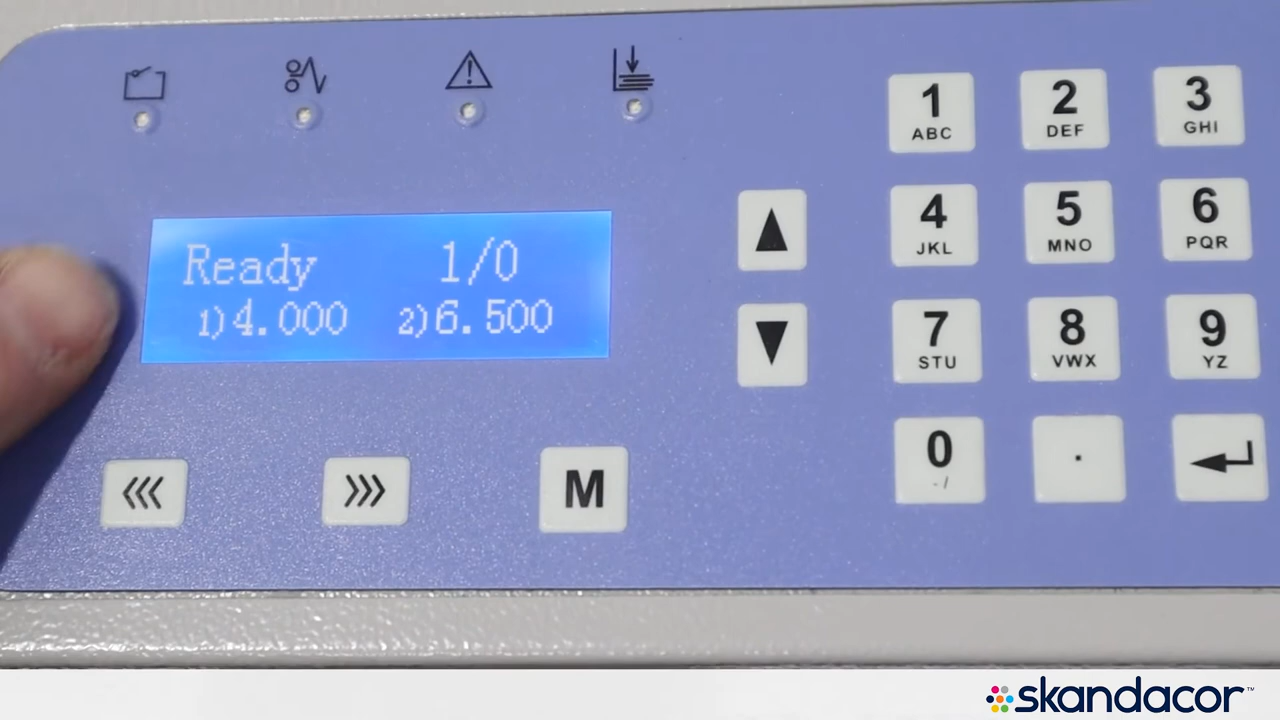 Ready 1/0
1)4.000 2)6.500
M
1 ABC 2 DEF 3 GHI
4 JKL 5 MNO 6 PQR
7 STU 8 VWX 9 YZ
0 -/ .
skandacor™